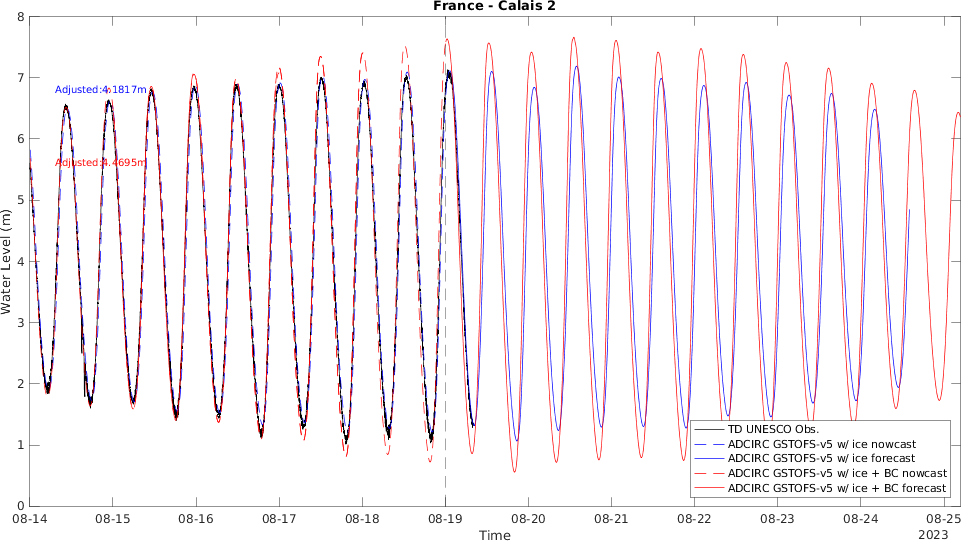 France - Calais 2
8
7
6
5
4
3
2
1
0
Water Level (m)
Adjusted:4.1817m
Adjusted:4.4695m
TD UNESCO Obs.
ADCIRC GSTOFS-v5 w/ ice nowcast
ADCIRC GSTOFS-v5 w/ ice forecast
ADCIRC GSTOFS-v5 w/ ice + BC nowcast
ADCIRC GSTOFS-v5 w/ ice + BC forecast
08-14 08-15 08-16 08-17 08-18 08-19 08-20 08-21 08-22 08-23 08-24 08-25
Time
2023